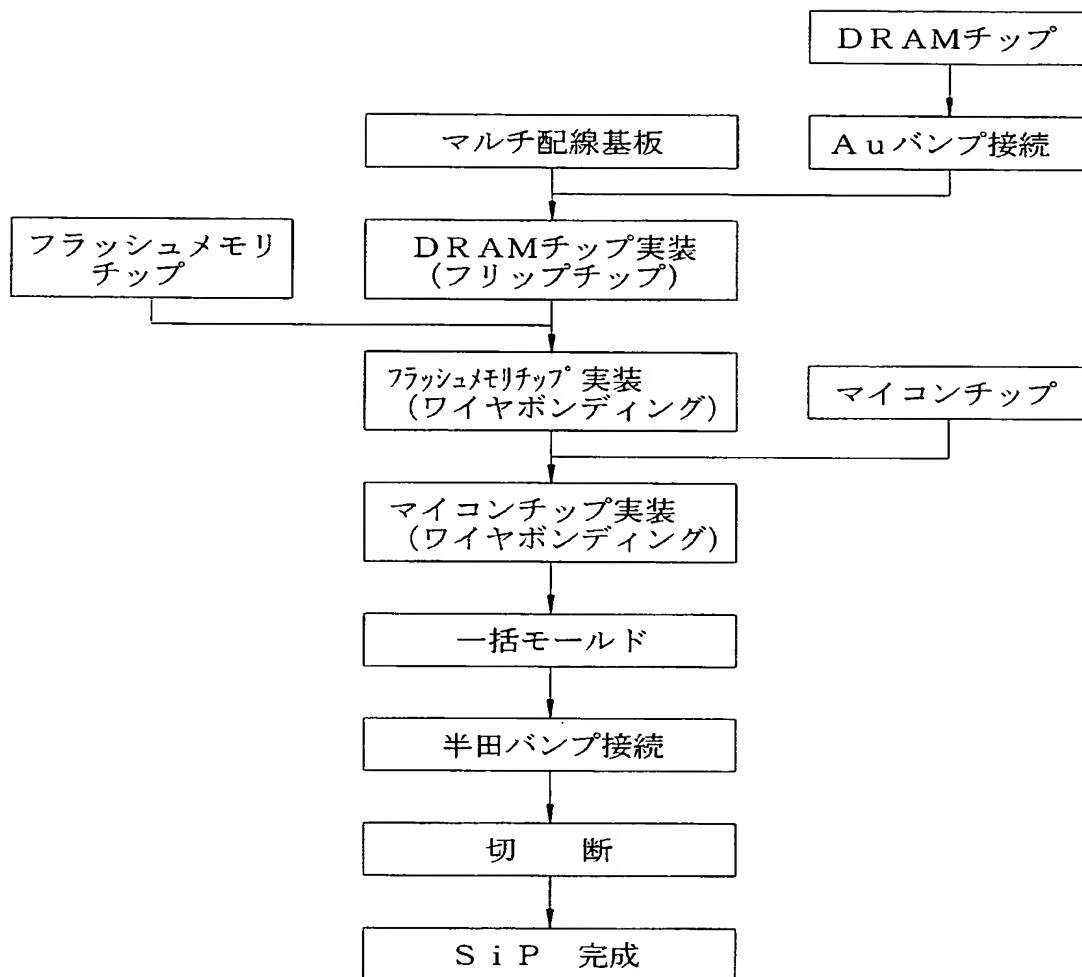 DRAMチップ
マルチ配線基板
Auバンプ接続
フラッシュメモリ
チップ
DRAMチップ実装
(フリップチップ)
フラッシュメモリチップ実装
(ワイヤボンディング)
マイコンチップ
マイコンチップ実装
(ワイヤボンディング)
一括モールド
半田バンプ接続
切 断
SiP 完成